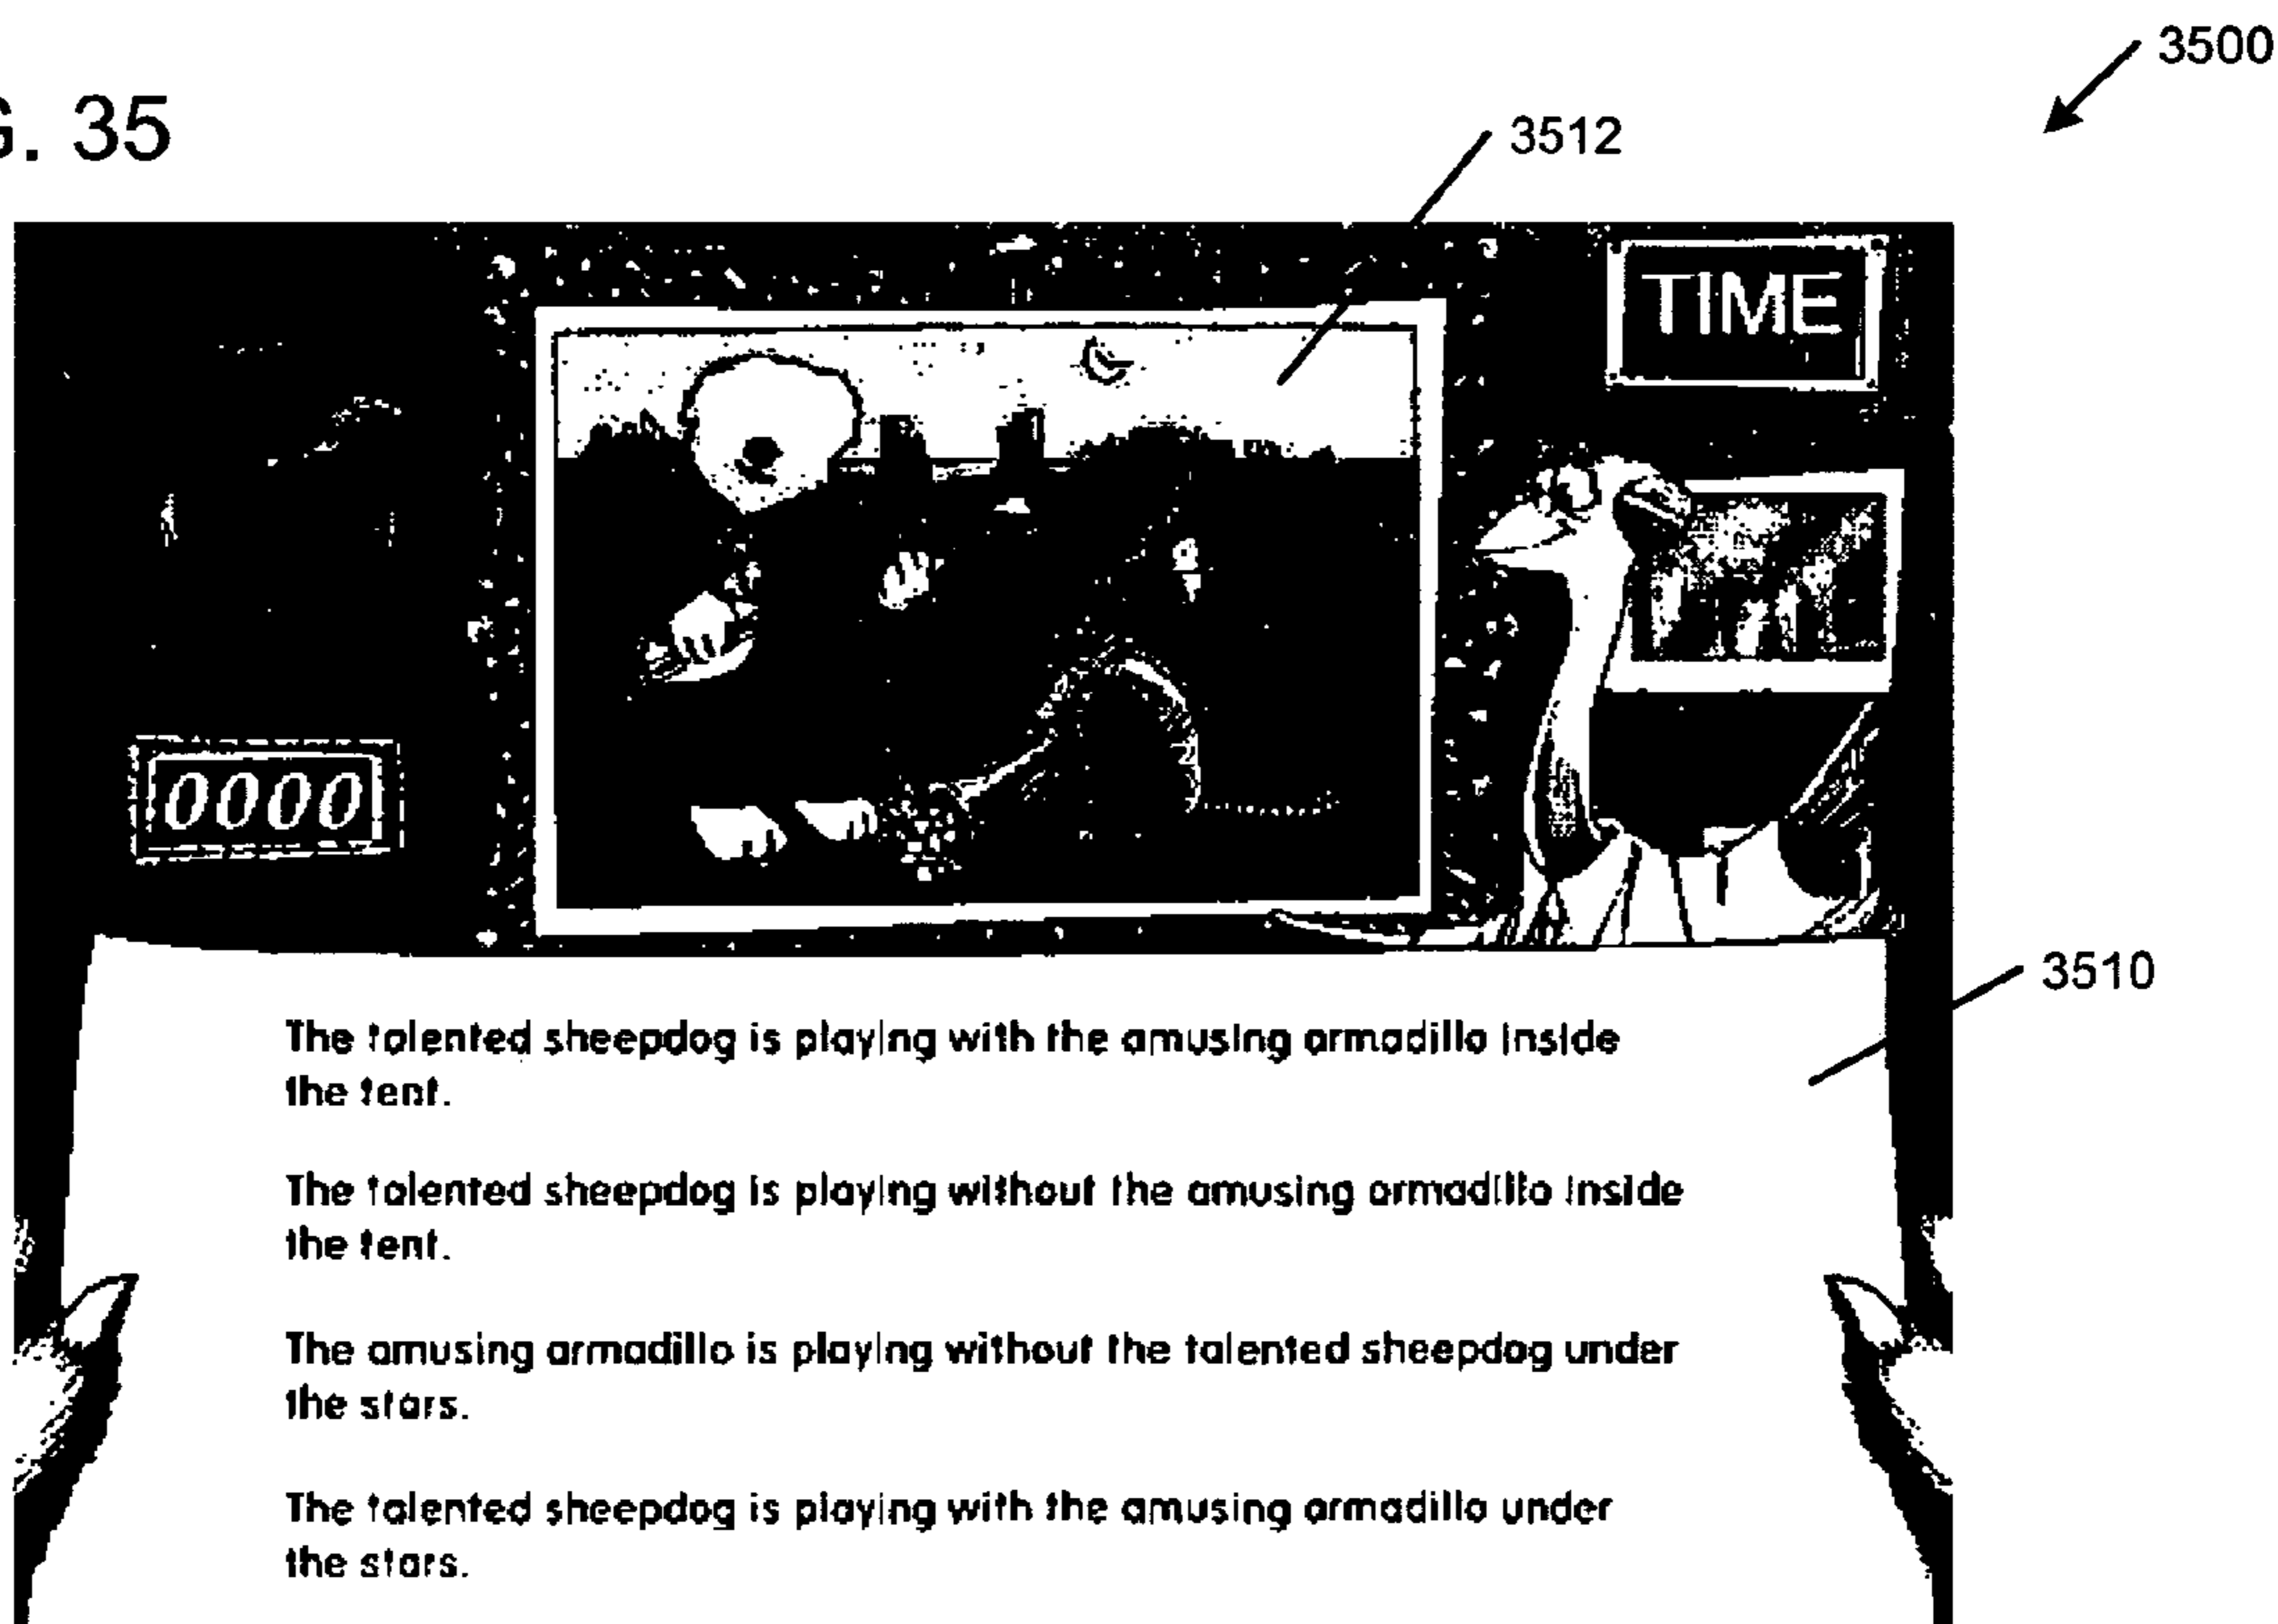 3500
G. 35
3512
TIME
0000
3510
The talented sheepdog is playing with the amusing armadillo inside
the tent.
The talented sheepdog is playing without the amusing armadillo inside
the tent.
The amusing armadillo is playing without the talented sheepdog under
the stars.
The talented sheepdog is playing with the amusing armadillo under
the stars.